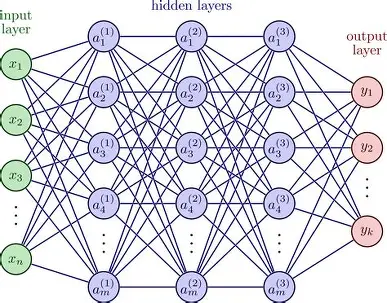 hidden layers
input
layer
output
layer
x₁
x₂
x₃
⋮
xₙ
a₁⁽¹⁾
a₂⁽¹⁾
a₃⁽¹⁾
a₄⁽¹⁾
⋮
aₘ⁽¹⁾
a₁⁽²⁾
a₂⁽²⁾
a₃⁽²⁾
a₄⁽²⁾
⋮
aₘ⁽²⁾
a₁⁽³⁾
a₂⁽³⁾
a₃⁽³⁾
a₄⁽³⁾
⋮
aₘ⁽³⁾
y₁
y₂
⋮
yₖ